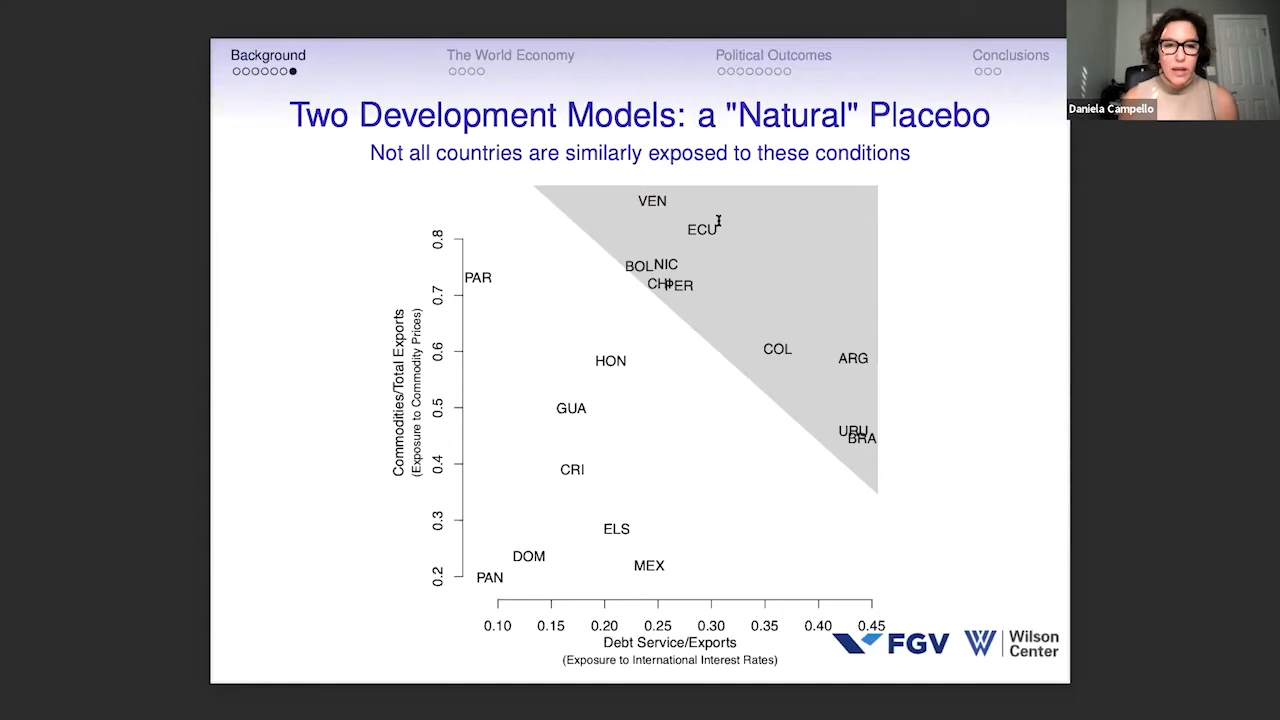 Background
The World Economy
Political Outcomes
Conclusions
Daniela Campello
Two Development Models: a "Natural" Placebo
Not all countries are similarly exposed to these conditions
VEN
ECU
BOL
NIC
CHI
PER
PAR
COL
ARG
HON
GUA
URU
BRA
CRI
ELS
DOM
MEX
PAN
0.8
0.7
0.6
0.5
0.4
0.3
0.2
Commodities/Total Exports
(Exposure to Commodity Prices)
0.10 0.15 0.20 0.25 0.30 0.35 0.40 0.45
Debt Service/Exports
(Exposure to International Interest Rates)
FGV
Wilson
Center